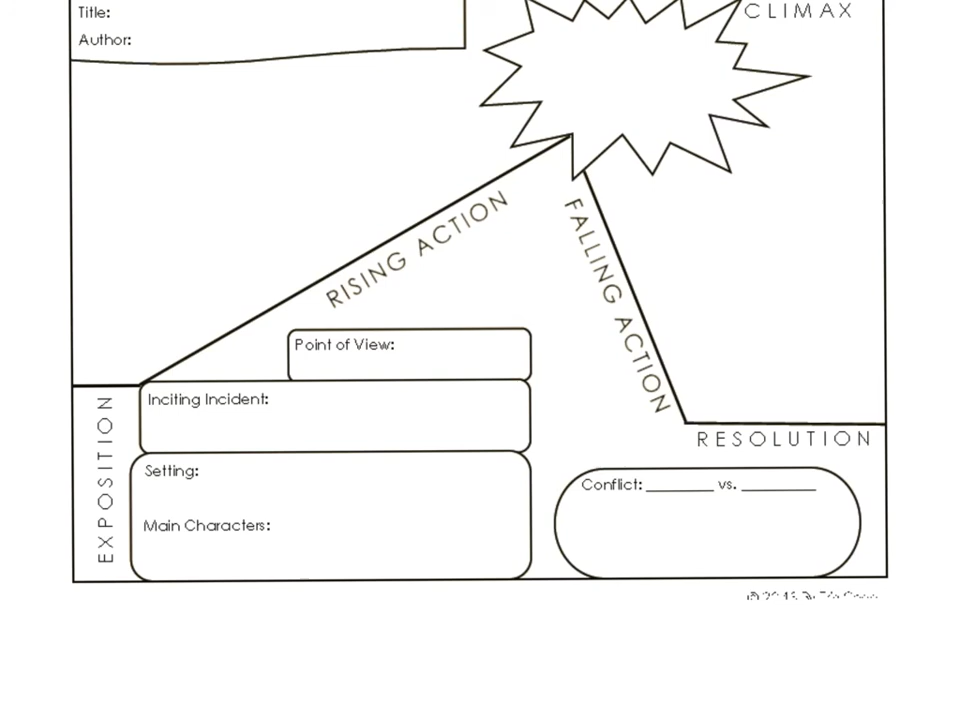 Title:
CLIMAX
Author:
RISING ACTION
FALLING ACTION
Point of View:
Inciting Incident:
EXPOSITION
RESOLUTION
Setting:
Conflict: ________ vs. _________
Main Characters: